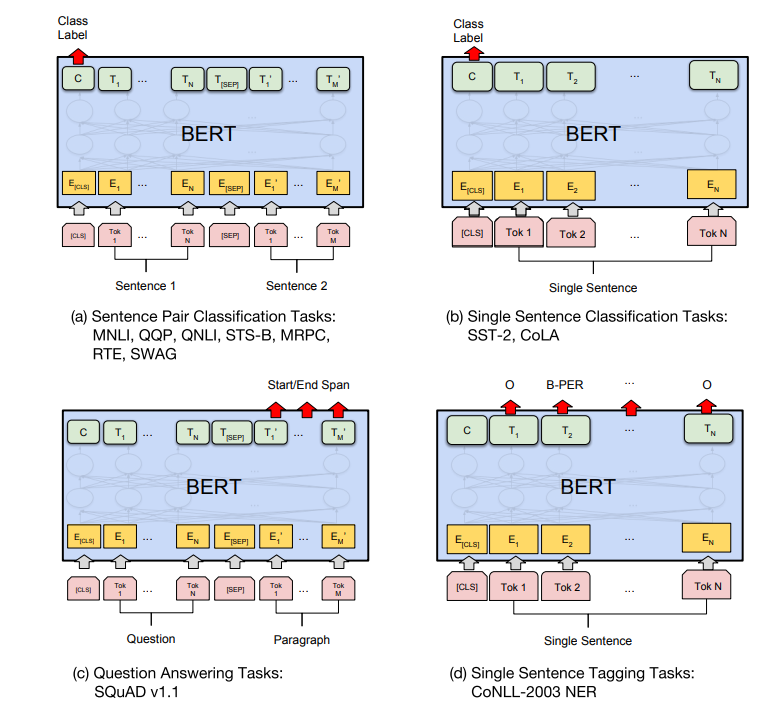 Class
Label
C T1 ... TN T[SEP] T1' ... TM'
BERT
E[CLS] E1 ... EN E[SEP] E1' ... EM'
[CLS] Tok 1 ... Tok N [SEP] Tok 1 ... Tok M
Sentence 1 Sentence 2
(a) Sentence Pair Classification Tasks:
MNLI, QQP, QNLI, STS-B, MRPC,
RTE, SWAG
Class
Label
C T1 T2 ... TN
BERT
E[CLS] E1 E2 ... EN
[CLS] Tok 1 Tok 2 ... Tok N
Single Sentence
(b) Single Sentence Classification Tasks:
SST-2, CoLA
Start/End Span
C T1 ... TN T[SEP] T1' ... TM'
BERT
E[CLS] E1 ... EN E[SEP] E1' ... EM'
[CLS] Tok 1 ... Tok N [SEP] Tok 1 ... Tok M
Question Paragraph
(c) Question Answering Tasks:
SQuAD v1.1
O B-PER ... O
C T1 T2 ... TN
BERT
E[CLS] E1 E2 ... EN
[CLS] Tok 1 Tok 2 ... Tok N
Single Sentence
(d) Single Sentence Tagging Tasks:
CoNLL-2003 NER